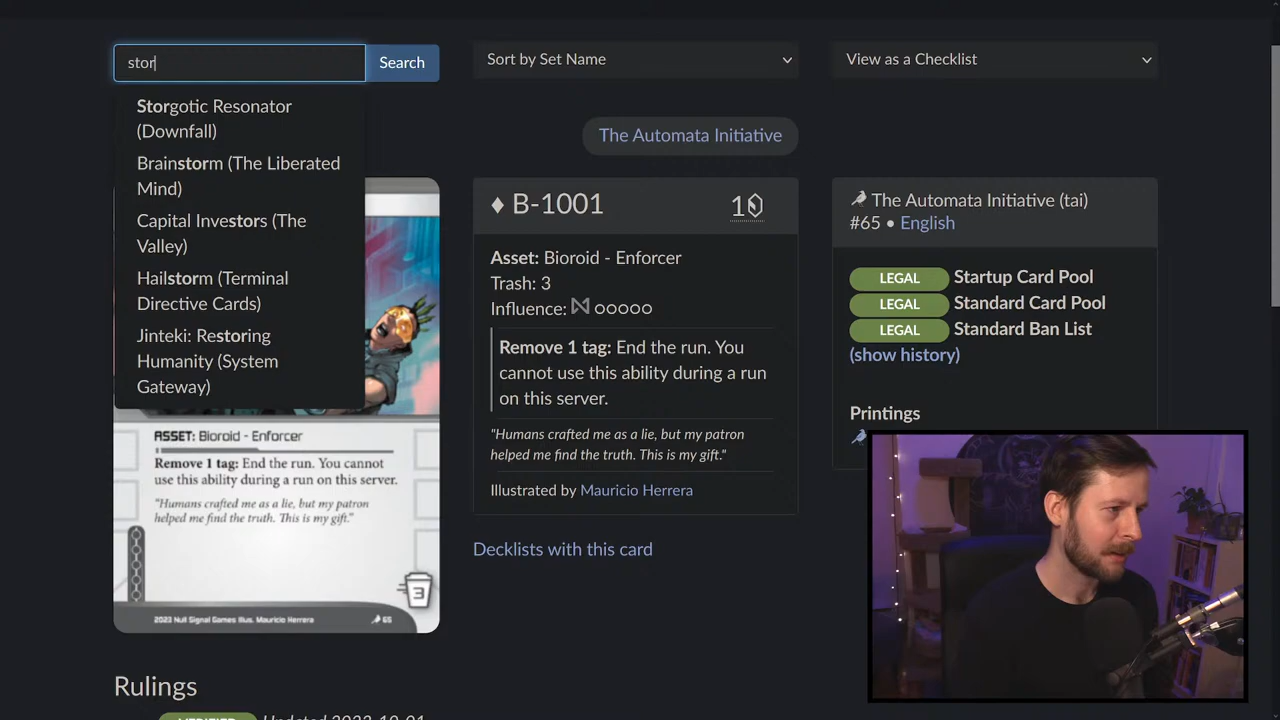 stor
Search
Sort by Set Name
View as a Checklist
Storgotic Resonator
(Downfall)
Brainstorm (The Liberated
Mind)
Capital Investors (The
Valley)
Hailstorm (Terminal
Directive Cards)
Jinteki: Restoring
Humanity (System
Gateway)
The Automata Initiative
ASSET: Bioroid - Enforcer
Remove 1 tag: End the run. You cannot
use this ability during a run on this server.
"Humans crafted me as a lie, but my patron
helped me find the truth. This is my gift."
3
2023 Null Signal Games Illus. Mauricio Herrera
65
♦ B-1001
10
Asset: Bioroid - Enforcer
Trash: 3
Influence: ○○○○○
Remove 1 tag: End the run. You
cannot use this ability during a run
on this server.
"Humans crafted me as a lie, but my patron
helped me find the truth. This is my gift."
Illustrated by Mauricio Herrera
Decklists with this card
The Automata Initiative (tai)
#65 • English
LEGAL Startup Card Pool
LEGAL Standard Card Pool
LEGAL Standard Ban List
(show history)
Printings
Rulings